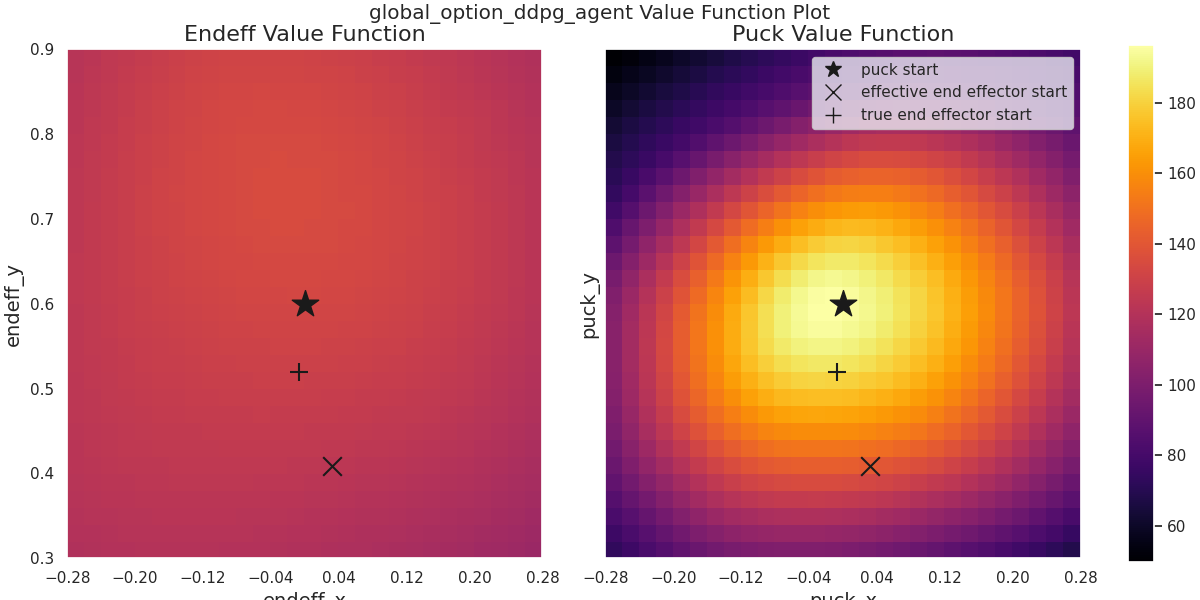 global_option_ddpg_agent Value Function Plot
Endeff Value Function
Puck Value Function
0.9
0.8
0.7
0.6
0.5
0.4
0.3
endeff_y
−0.28 −0.20 −0.12 −0.04 0.04 0.12 0.20 0.28
endeff_x
puck_y
puck start
effective end effector start
true end effector start
−0.28 −0.20 −0.12 −0.04 0.04 0.12 0.20 0.28
puck_x
180
160
140
120
100
80
60